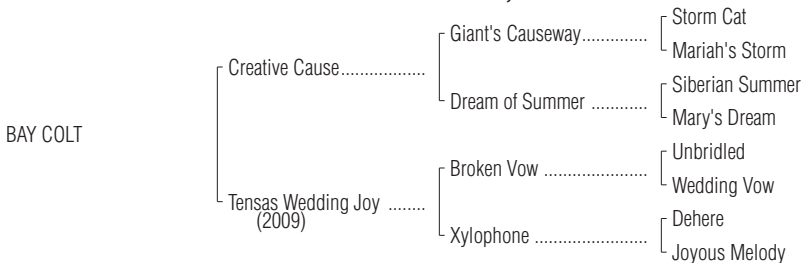 Storm Cat
Giant's Causeway..............
Mariah's Storm
Creative Cause..................
Siberian Summer
Dream of Summer ............
Mary's Dream
BAY COLT
Unbridled
Broken Vow ......................
Wedding Vow
Tensas Wedding Joy ........
(2009)
Dehere
Xylophone ........................
Joyous Melody